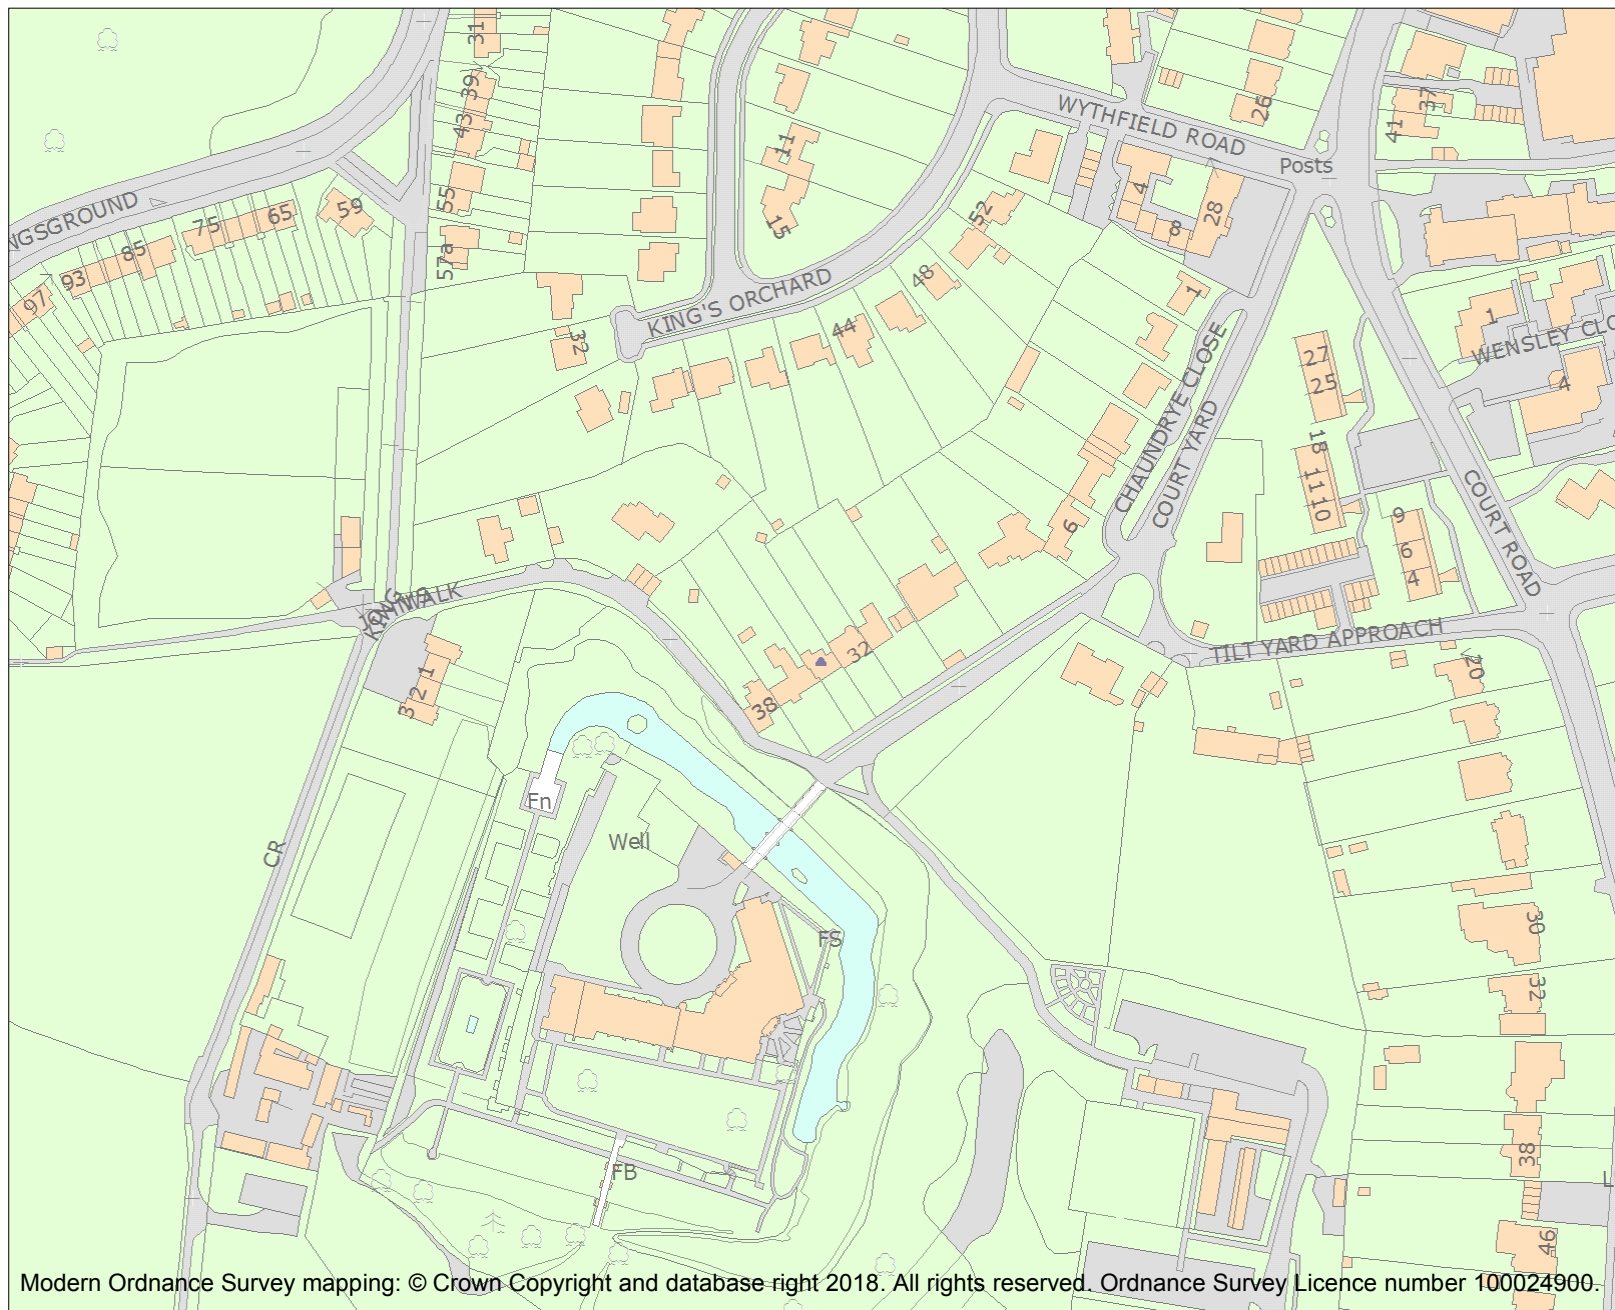 31
39
43
55
57a
59
65
75
85
93
97
NGSGROUND
11
15
WYTHFIELD ROAD
26
37
41
Posts
4
8
28
52
48
44
KING'S ORCHARD
32
1
CHAUNDRYE CLOSE
COURT YARD
6
27
25
18
11
10
9
6
4
1
WENSLEY CLO
4
COURT ROAD
TILT YARD APPROACH
20
KING JOHN'S WALK
1
2
3
32
38
Fn
Well
CR
FS
FB
30
32
38
46
L
Modern Ordnance Survey mapping: © Crown Copyright and database right 2018. All rights reserved. Ordnance Survey Licence number 100024900.